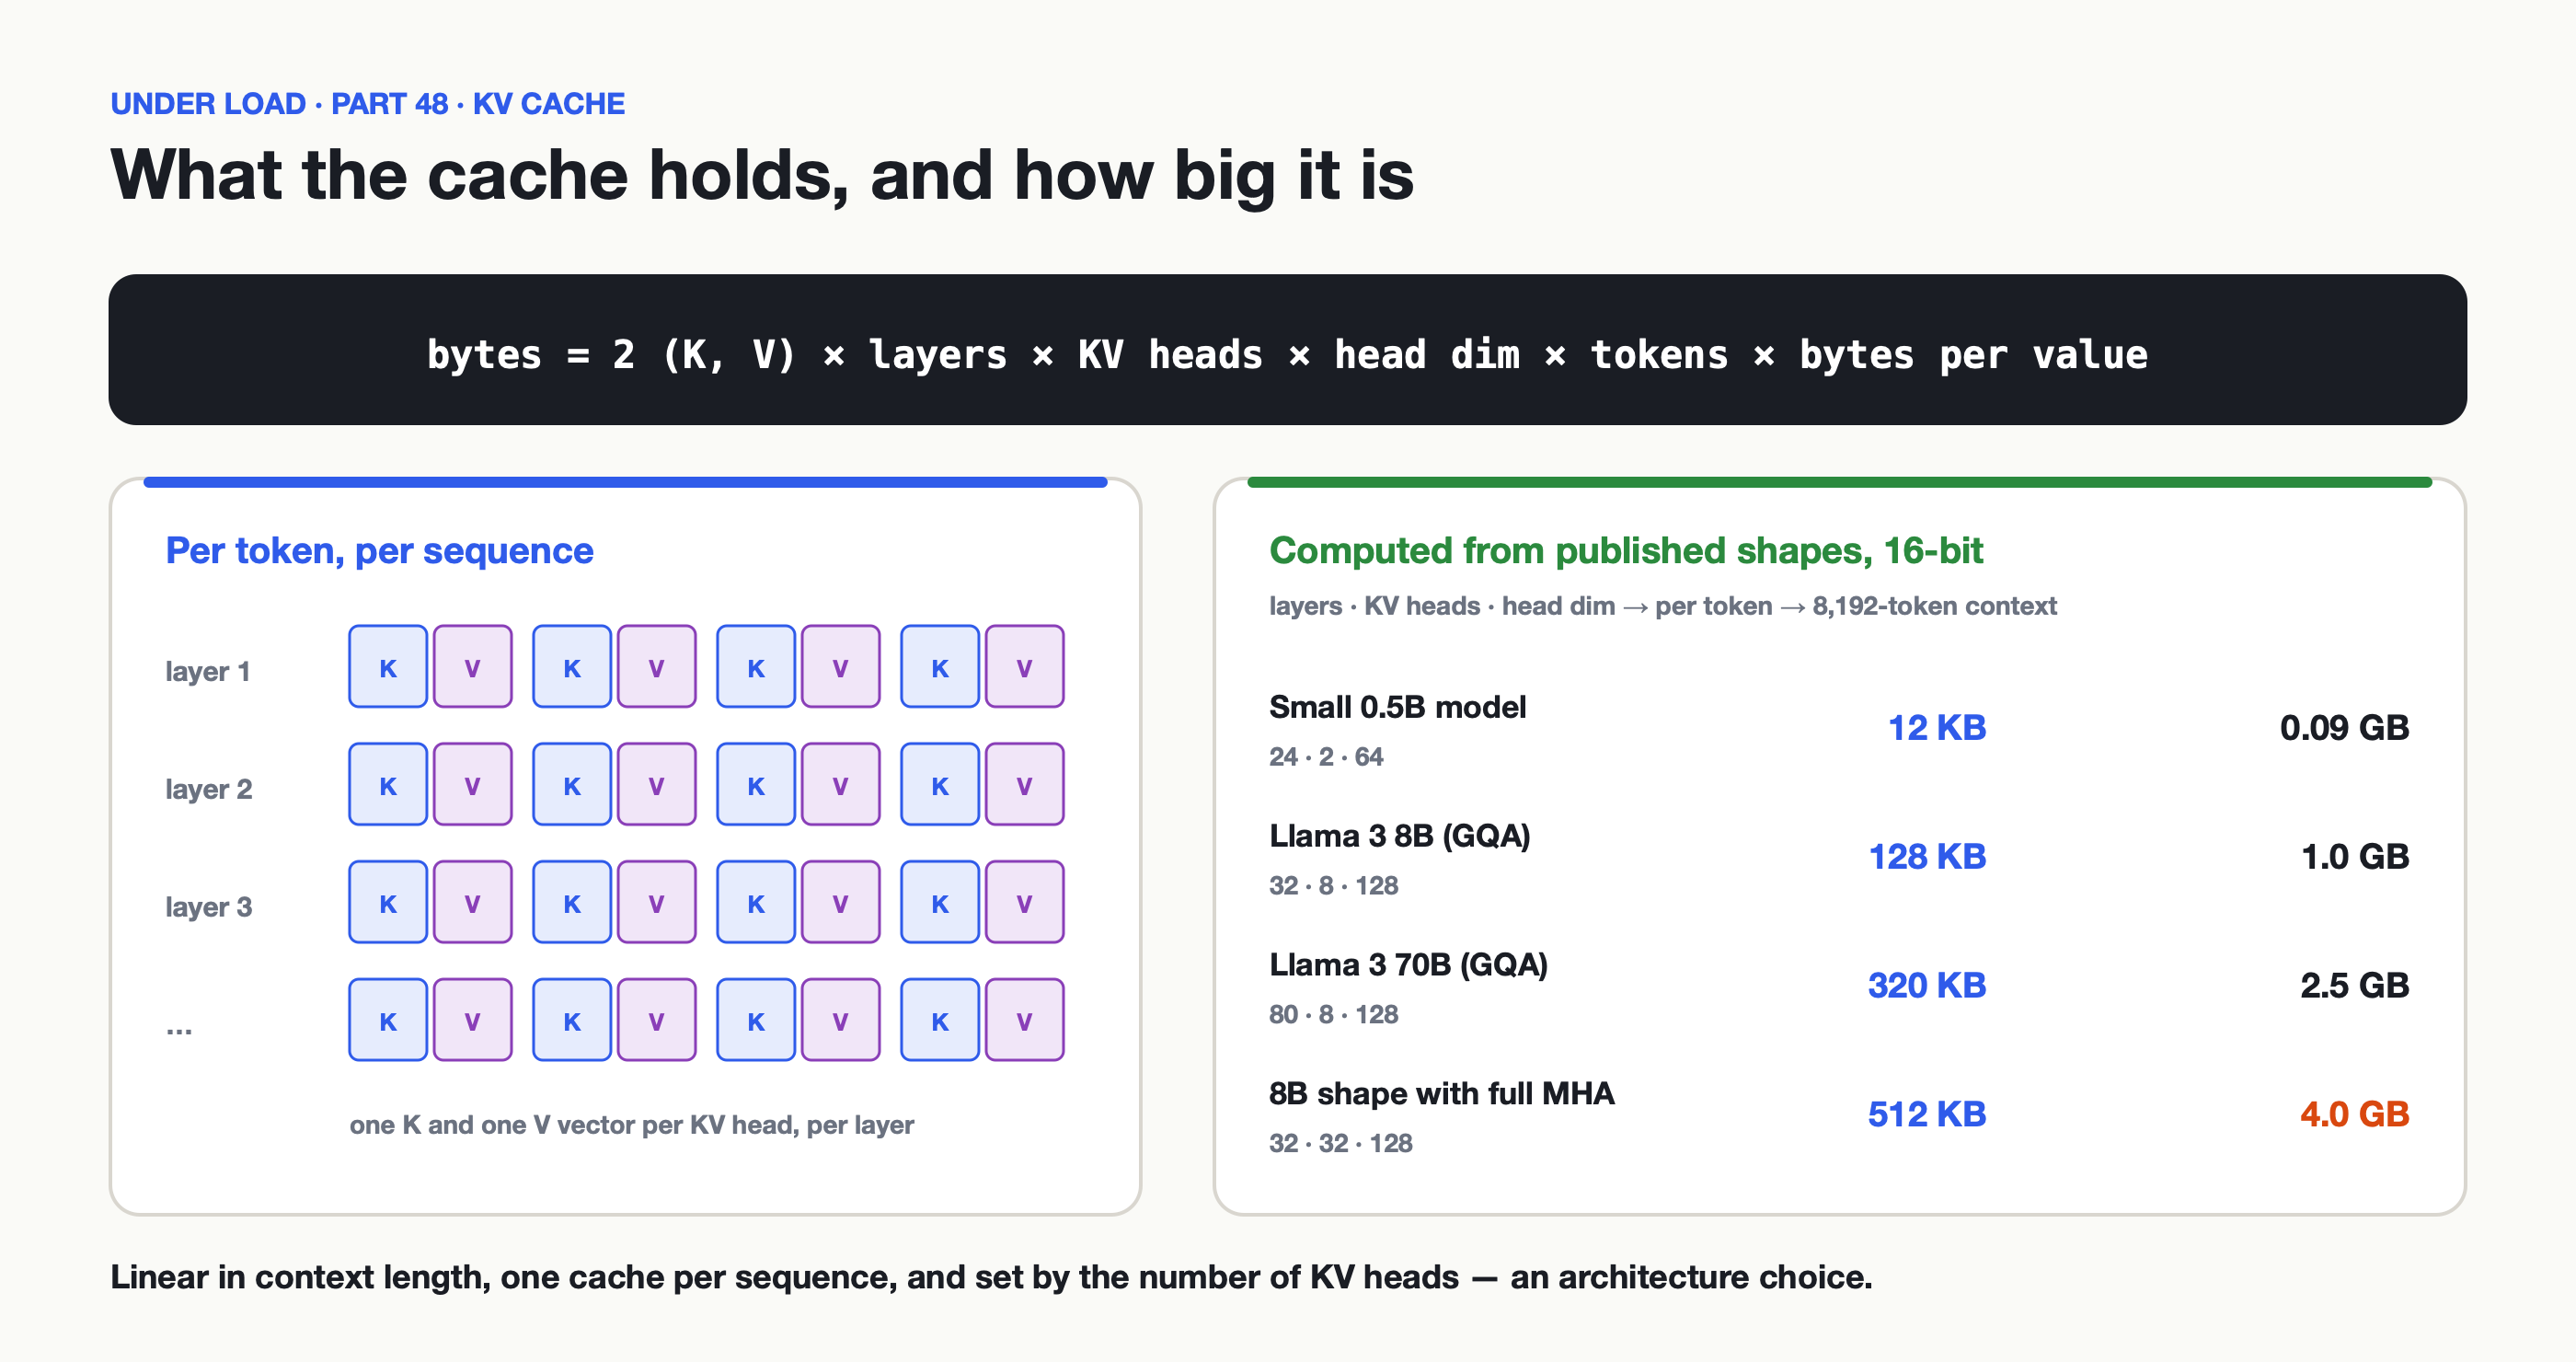 UNDER LOAD · PART 48 · KV CACHE
What the cache holds, and how big it is
bytes = 2 (K, V) × layers × KV heads × head dim × tokens × bytes per value
Per token, per sequence
layer 1 K V K V K V K V
layer 2 K V K V K V K V
layer 3 K V K V K V K V
... K V K V K V K V
one K and one V vector per KV head, per layer
Computed from published shapes, 16-bit
layers · KV heads · head dim → per token → 8,192-token context
Small 0.5B model
24 · 2 · 64
12 KB
0.09 GB
Llama 3 8B (GQA)
32 · 8 · 128
128 KB
1.0 GB
Llama 3 70B (GQA)
80 · 8 · 128
320 KB
2.5 GB
8B shape with full MHA
32 · 32 · 128
512 KB
4.0 GB
Linear in context length, one cache per sequence, and set by the number of KV heads — an architecture choice.